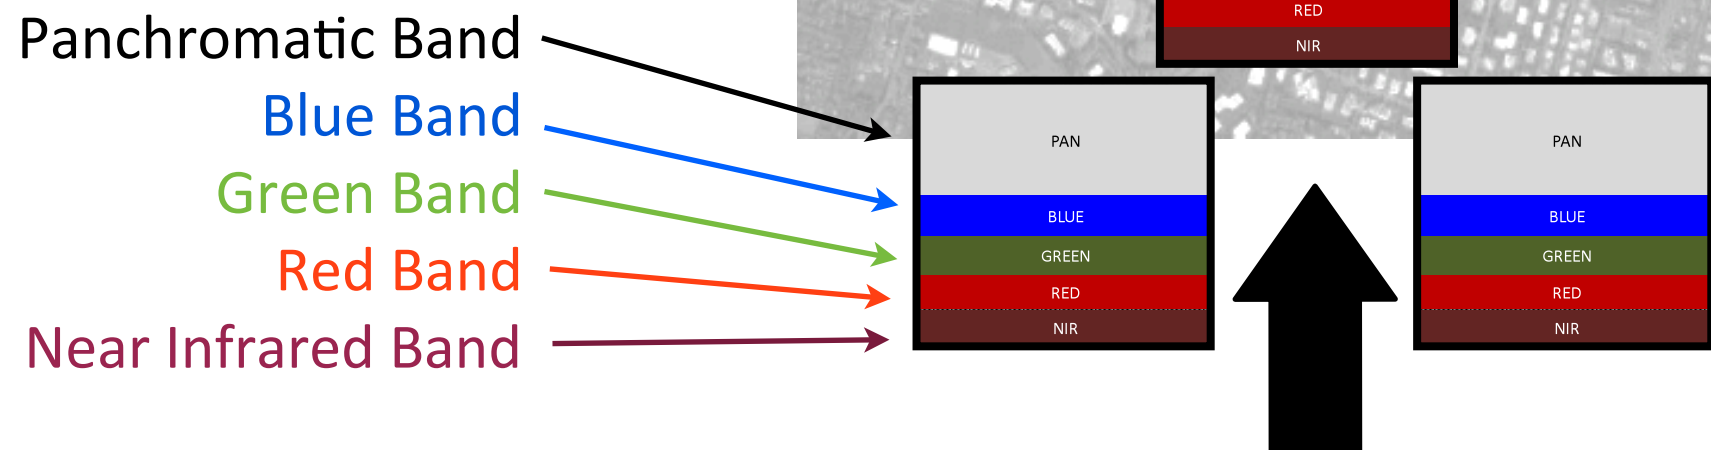 Panchromatic Band
Blue Band
Green Band
Red Band
Near Infrared Band
RED
NIR
PAN
BLUE
GREEN
RED
NIR
PAN
BLUE
GREEN
RED
NIR